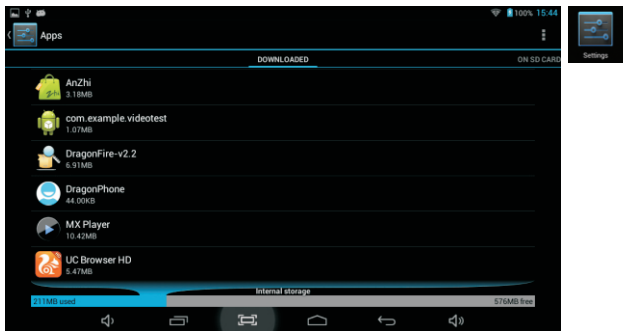 100% 15:44
Apps
DOWNLOADED
ON SD CARD
AnZhi
3.18MB
com.example.videotest
1.07MB
DragonFire-v2.2
6.91MB
DragonPhone
44.00KB
MX Player
10.42MB
UC Browser HD
5.47MB
Internal storage
211MB used
576MB free
Settings